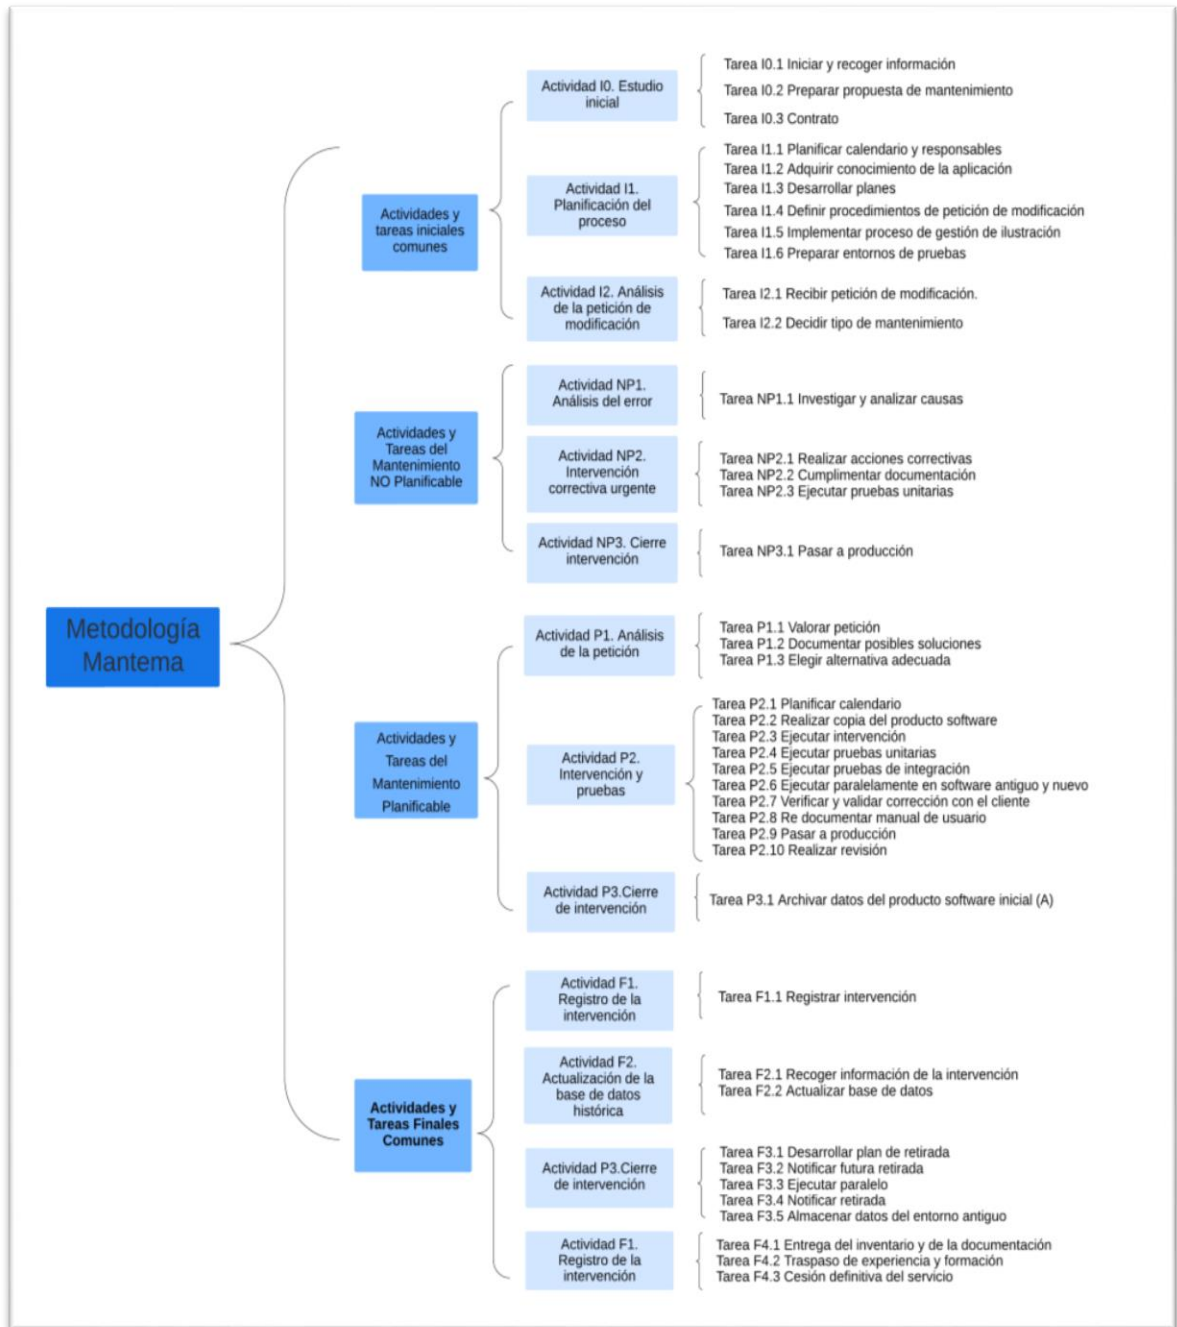 Metodología
Mantema
Actividades y
tareas iniciales
comunes
Actividad I0. Estudio
inicial
Tarea I0.1 Iniciar y recoger información
Tarea I0.2 Preparar propuesta de mantenimiento
Tarea I0.3 Contrato
Actividad I1.
Planificación del
proceso
Tarea I1.1 Planificar calendario y responsables
Tarea I1.2 Adquirir conocimiento de la aplicación
Tarea I1.3 Desarrollar planes
Tarea I1.4 Definir procedimientos de petición de modificación
Tarea I1.5 Implementar proceso de gestión de ilustración
Tarea I1.6 Preparar entornos de pruebas
Actividad I2. Análisis
de la petición de
modificación
Tarea I2.1 Recibir petición de modificación.
Tarea I2.2 Decidir tipo de mantenimiento
Actividades y
Tareas del
Mantenimiento
NO Planificable
Actividad NP1.
Análisis del error
Tarea NP1.1 Investigar y analizar causas
Actividad NP2.
Intervención
correctiva urgente
Tarea NP2.1 Realizar acciones correctivas
Tarea NP2.2 Cumplimentar documentación
Tarea NP2.3 Ejecutar pruebas unitarias
Actividad NP3. Cierre
intervención
Tarea NP3.1 Pasar a producción
Actividades y
Tareas del
Mantenimiento
Planificable
Actividad P1. Análisis
de la petición
Tarea P1.1 Valorar petición
Tarea P1.2 Documentar posibles soluciones
Tarea P1.3 Elegir alternativa adecuada
Actividad P2.
Intervención y
pruebas
Tarea P2.1 Planificar calendario
Tarea P2.2 Realizar copia del producto software
Tarea P2.3 Ejecutar intervención
Tarea P2.4 Ejecutar pruebas unitarias
Tarea P2.5 Ejecutar pruebas de integración
Tarea P2.6 Ejecutar paralelamente en software antiguo y nuevo
Tarea P2.7 Verificar y validar corrección con el cliente
Tarea P2.8 Re documentar manual de usuario
Tarea P2.9 Pasar a producción
Tarea P2.10 Realizar revisión
Actividad P3.Cierre
de intervención
Tarea P3.1 Archivar datos del producto software inicial (A)
Actividades y
Tareas Finales
Comunes
Actividad F1.
Registro de la
intervención
Tarea F1.1 Registrar intervención
Actividad F2.
Actualización de la
base de datos
histórica
Tarea F2.1 Recoger información de la intervención
Tarea F2.2 Actualizar base de datos
Actividad P3.Cierre
de intervención
Tarea F3.1 Desarrollar plan de retirada
Tarea F3.2 Notificar futura retirada
Tarea F3.3 Ejecutar paralelo
Tarea F3.4 Notificar retirada
Tarea F3.5 Almacenar datos del entorno antiguo
Actividad F1.
Registro de la
intervención
Tarea F4.1 Entrega del inventario y de la documentación
Tarea F4.2 Traspaso de experiencia y formación
Tarea F4.3 Cesión definitiva del servicio